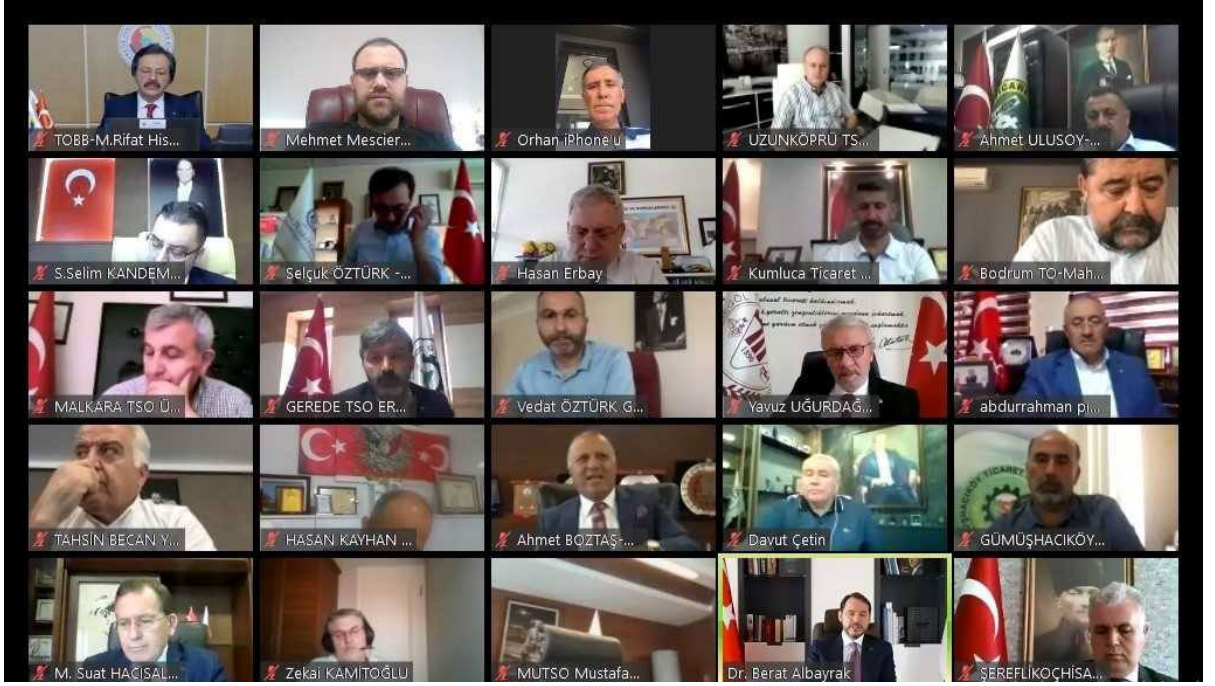 TOBB-M.Rifat His...
Mehmet Mescier...
Orhan iPhone'u
UZUNKÖPRÜ TS...
Ahmet ULUSOY-...
S.Selim KANDEM...
Selçuk ÖZTÜRK -...
Hasan Erbay
Kumluca Ticaret ...
Bodrum TO-Mah...
MALKARA TSO Ü...
GEREDE TSO ER...
Vedat ÖZTÜRK G...
Yavuz UĞURDAĞ...
abdurrahman pı...
TAHSİN BECAN Y...
HASAN KAYHAN ...
Ahmet BOZTAŞ-...
Davut Çetin
GÜMÜŞHACIKÖY...
M. Suat HACISAL...
Zekai KAMİTOĞLU
MUTSO Mustafa...
Dr. Berat Albayrak
ŞEREFLİKOÇHİSA...